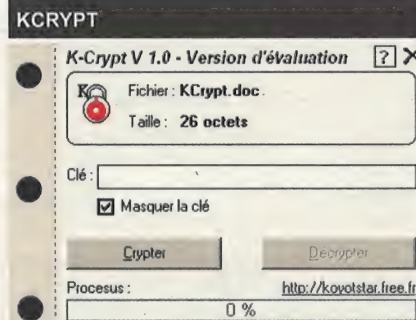 KCRYPT
K-Crypt V 1.0 - Version d'évaluation
Fichier : KCrypt.doc
Taille : 26 octets
Clé :
Masquer la clé
Crypter
Décrypter
Procesus :
http://koyotstar.free.fr
0 %